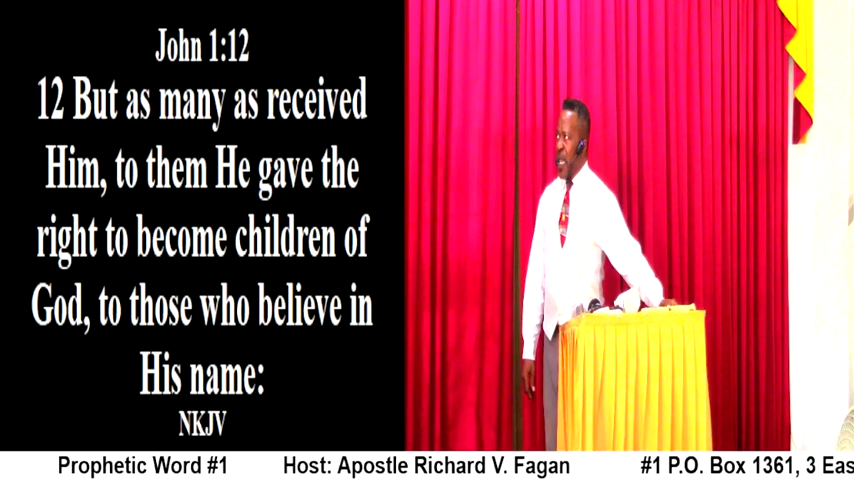 John 1:12
12 But as many as received
Him, to them He gave the
right to become children of
God, to those who believe in
His name:
NKJV
Prophetic Word #1 Host: Apostle Richard V. Fagan #1 P.O. Box 1361, 3 Eas